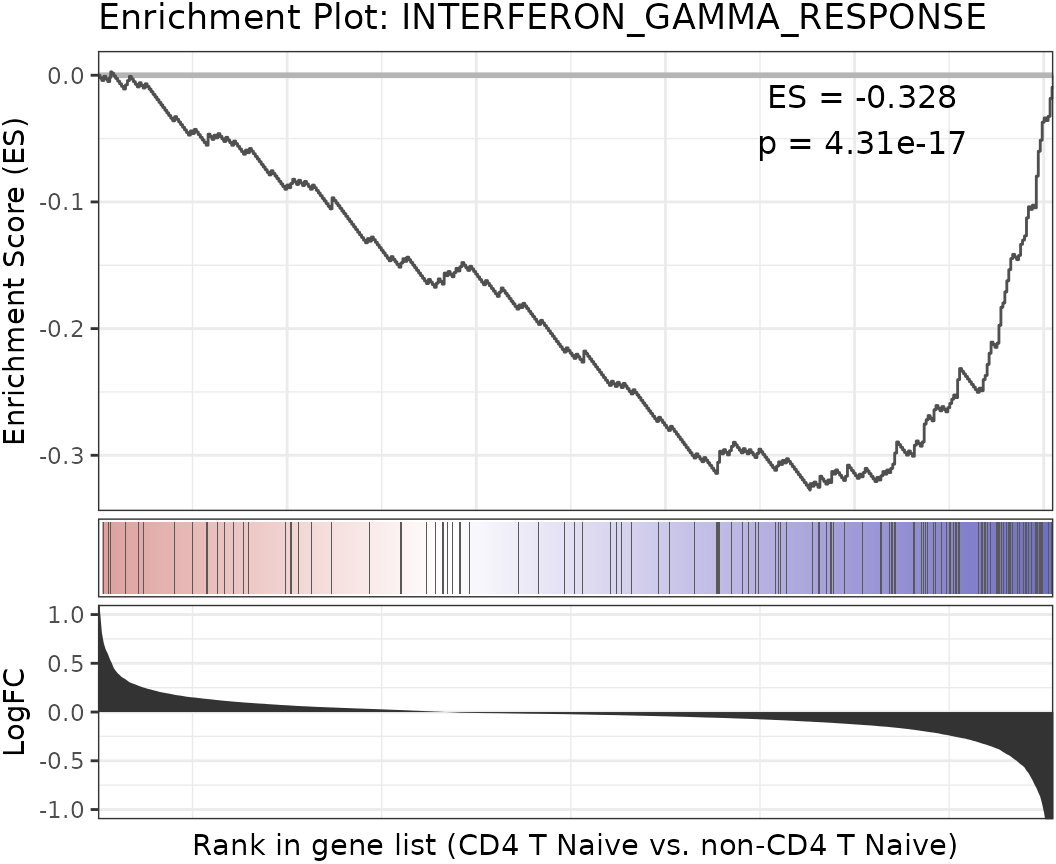 Enrichment Plot: INTERFERON_GAMMA_RESPONSE
Enrichment Score (ES)
0.0
-0.1
-0.2
-0.3
ES = -0.328
p = 4.31e-17
LogFC
1.0
0.5
0.0
-0.5
-1.0
Rank in gene list (CD4 T Naive vs. non-CD4 T Naive)